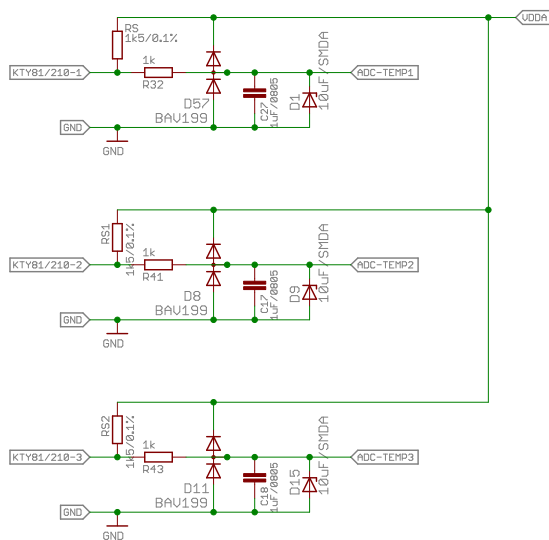 VDDA
RS
1k5/0.1%
KTY81/210-1
1k
R32
D57
BAV199
C27
1uF/0805
D1
10uF/SMDA
ADC-TEMP1
GND
GND
RS1
1k5/0.1%
KTY81/210-2
1k
R41
D8
BAV199
C17
1uF/0805
D9
10uF/SMDA
ADC-TEMP2
GND
GND
RS2
1k5/0.1%
KTY81/210-3
1k
R43
D11
BAV199
C18
1uF/0805
D15
10uF/SMDA
ADC-TEMP3
GND
GND